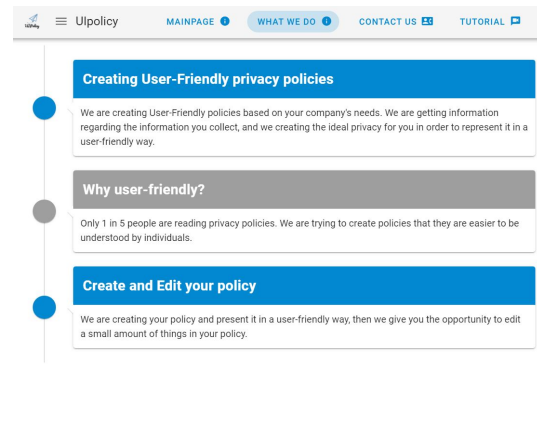 UIpolicy
MAINPAGE
WHAT WE DO
CONTACT US
TUTORIAL
Creating User-Friendly privacy policies
We are creating User-Friendly policies based on your company's needs. We are getting information
regarding the information you collect, and we creating the ideal privacy for you in order to represent it in a
user-friendly way.
Why user-friendly?
Only 1 in 5 people are reading privacy policies. We are trying to create policies that they are easier to be
understood by individuals.
Create and Edit your policy
We are creating your policy and present it in a user-friendly way, then we give you the opportunity to edit
a small amount of things in your policy.